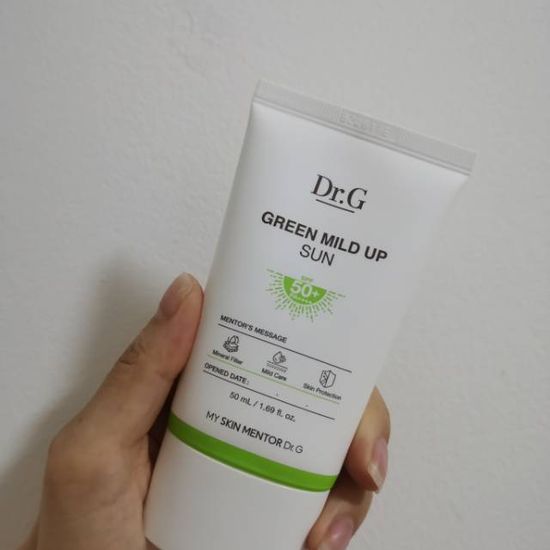 Dr.G
GREEN MILD UP
SUN
SPF
50+
PA++++
MENTOR'S MESSAGE
Mineral Filter
Mild Care
Skin Protection
OPENED DATE: . .
50 mL / 1.69 fl. oz.
MY SKIN MENTOR Dr.G